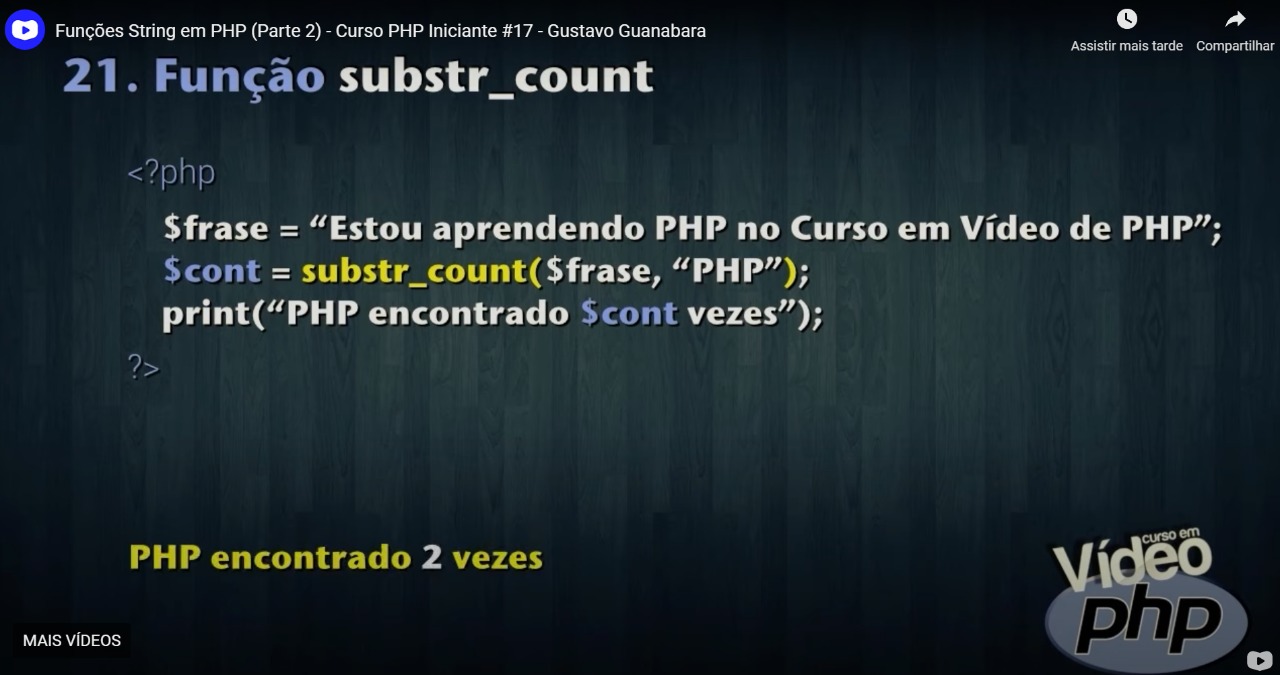 Funções String em PHP (Parte 2) - Curso PHP Iniciante #17 - Gustavo Guanabara
Assistir mais tarde
Compartilhar
21. Função substr_count
<?php
$frase = “Estou aprendendo PHP no Curso em Vídeo de PHP”;
$cont = substr_count($frase, “PHP”);
print(“PHP encontrado $cont vezes”);
?>
PHP encontrado 2 vezes
curso em
Vídeo
php
MAIS VÍDEOS